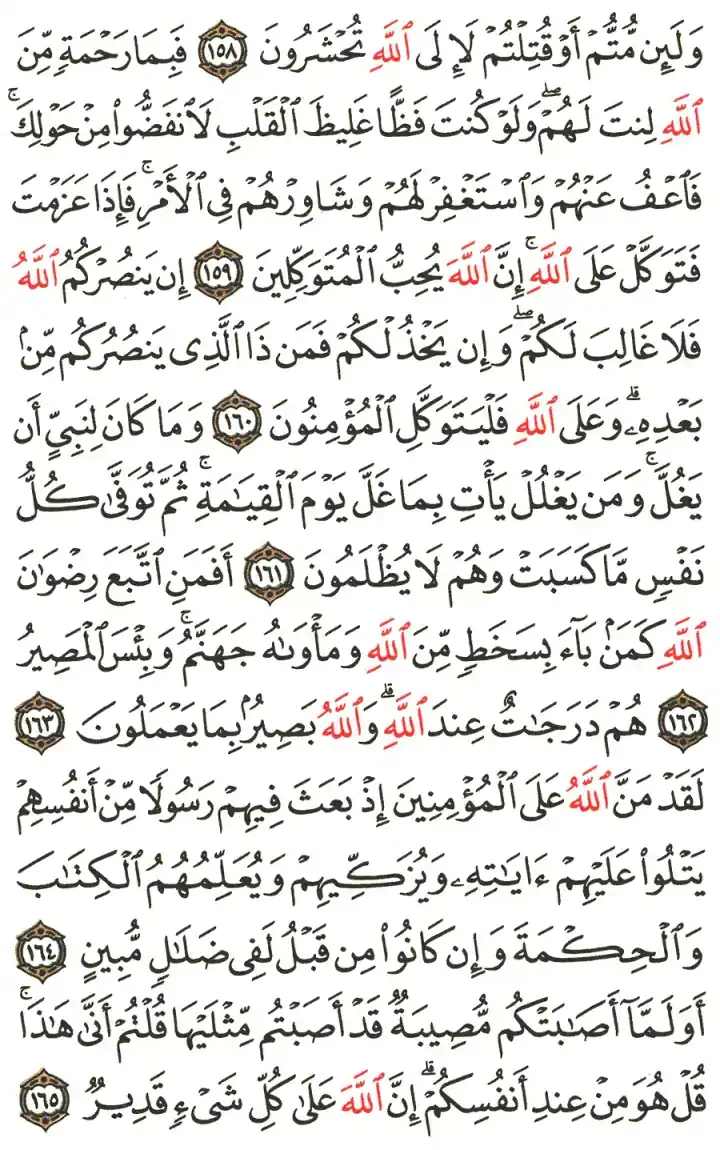 وَلَئِن مُّتُّمْ أَوْ قُتِلْتُمْ لَإِلَى ٱللَّهِ تُحْشَرُونَ ١٥٨ فَبِمَا رَحْمَةٍ مِّنَ
ٱللَّهِ لِنتَ لَهُمْۖ وَلَوْ كُنتَ فَظًّا غَلِيظَ ٱلْقَلْبِ لَٱنفَضُّوا۟ مِنْ حَوْلِكَۖ
فَٱعْفُ عَنْهُمْ وَٱسْتَغْفِرْ لَهُمْ وَشَاوِرْهُمْ فِى ٱلْأَمْرِۖ فَإِذَا عَزَمْتَ
فَتَوَكَّلْ عَلَى ٱللَّهِۚ إِنَّ ٱللَّهَ يُحِبُّ ٱلْمُتَوَكِّلِينَ ١٥٩ إِن يَنصُرْكُمُ ٱللَّهُ
فَلَا غَالِبَ لَكُمْۖ وَإِن يَخْذُلْكُمْ فَمَن ذَا ٱلَّذِى يَنصُرُكُم مِّنۢ
بَعْدِهِۦۗ وَعَلَى ٱللَّهِ فَلْيَتَوَكَّلِ ٱلْمُؤْمِنُونَ ١٦٠ وَمَا كَانَ لِنَبِىٍّ أَن
يَغُلَّۚ وَمَن يَغْلُلْ يَأْتِ بِمَا غَلَّ يَوْمَ ٱلْقِيَٰمَةِۚ ثُمَّ تُوَفَّىٰ كُلُّ
نَفْسٍ مَّا كَسَبَتْ وَهُمْ لَا يُظْلَمُونَ ١٦١ أَفَمَنِ ٱتَّبَعَ رِضْوَٰنَ
ٱللَّهِ كَمَنۢ بَآءَ بِسَخَطٍ مِّنَ ٱللَّهِ وَمَأْوَىٰهُ جَهَنَّمُۚ وَبِئْسَ ٱلْمَصِيرُ
١٦٢ هُمْ دَرَجَٰتٌ عِندَ ٱللَّهِۗ وَٱللَّهُ بَصِيرٌۢ بِمَا يَعْمَلُونَ ١٦٣
لَقَدْ مَنَّ ٱللَّهُ عَلَى ٱلْمُؤْمِنِينَ إِذْ بَعَثَ فِيهِمْ رَسُولًا مِّنْ أَنفُسِهِمْ
يَتْلُوا۟ عَلَيْهِمْ ءَايَٰتِهِۦ وَيُزَكِّيهِمْ وَيُعَلِّمُهُمُ ٱلْكِتَٰبَ
وَٱلْحِكْمَةَ وَإِن كَانُوا۟ مِن قَبْلُ لَفِى ضَلَٰلٍ مُّبِينٍ ١٦٤
أَوَلَمَّآ أَصَٰبَتْكُم مُّصِيبَةٌ قَدْ أَصَبْتُم مِّثْلَيْهَا قُلْتُمْ أَنَّىٰ هَٰذَاۖ
قُلْ هُوَ مِنْ عِندِ أَنفُسِكُمْۗ إِنَّ ٱللَّهَ عَلَىٰ كُلِّ شَىْءٍ قَدِيرٌ ١٦٥